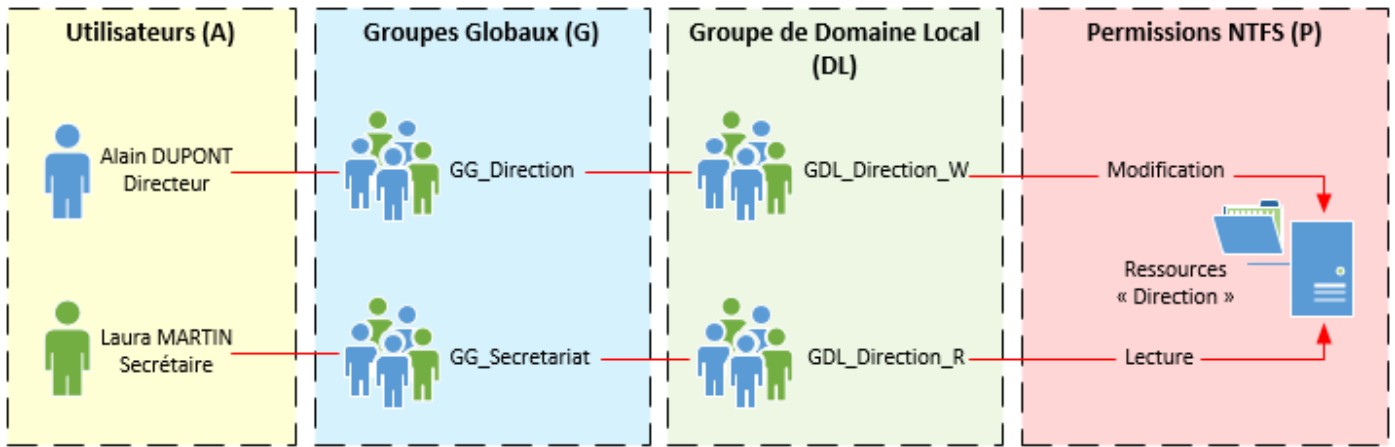 Utilisateurs (A)
Groupes Globaux (G)
Groupe de Domaine Local
(DL)
Permissions NTFS (P)
Alain DUPONT
Directeur
GG_Direction
GDL_Direction_W
Modification
Ressources
« Direction »
Laura MARTIN
Secrétaire
GG_Secretariat
GDL_Direction_R
Lecture